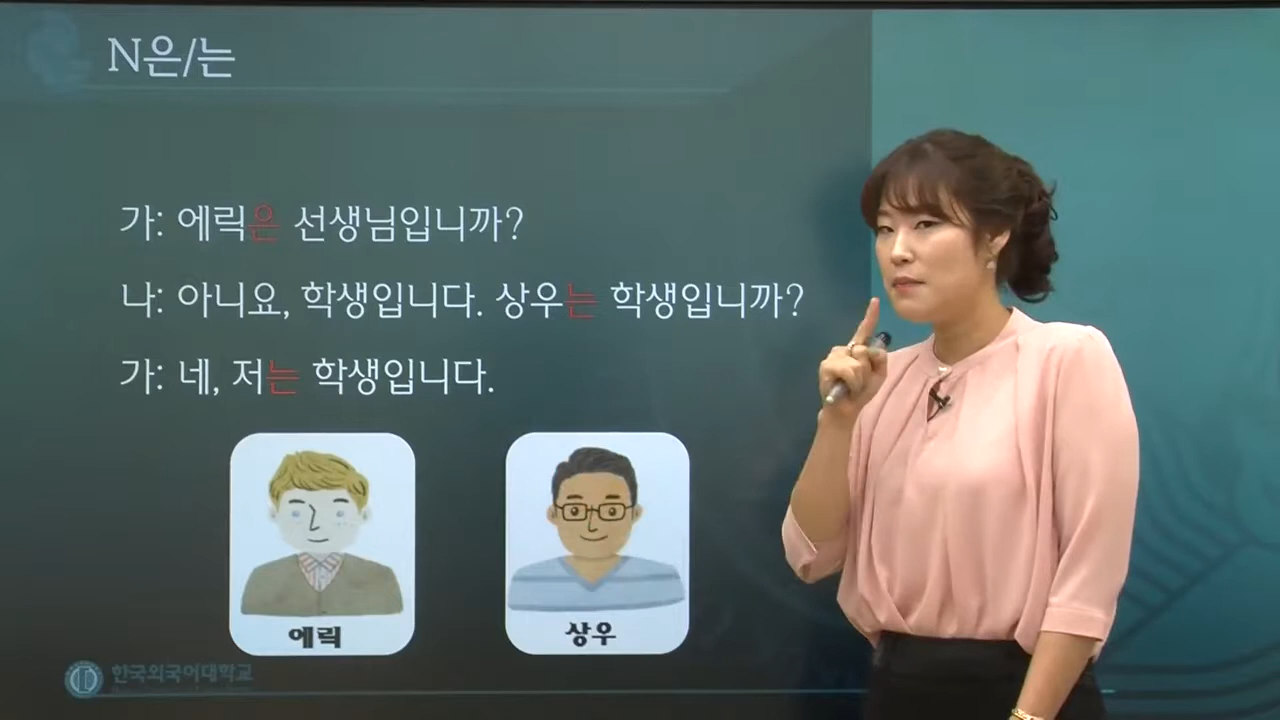 N은/는
가: 에릭은 선생님입니까?
나: 아니요, 학생입니다. 상우는 학생입니까?
가: 네, 저는 학생입니다.
에릭
상우
한국외국어대학교